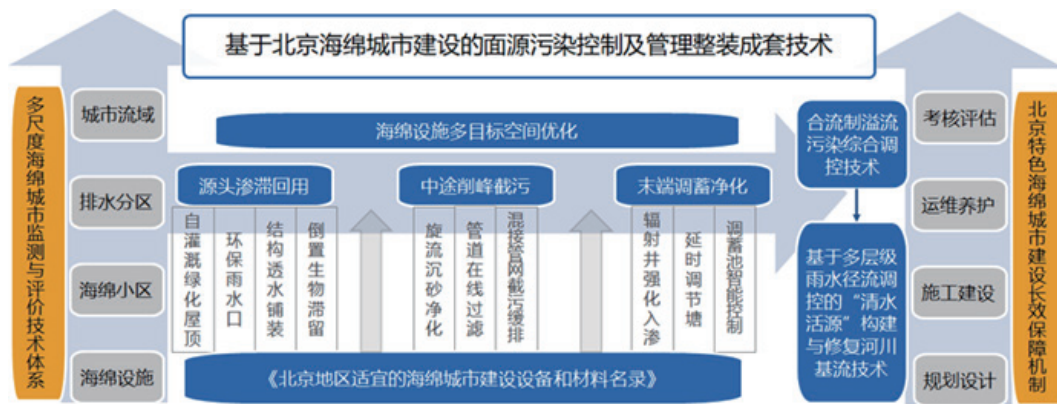 基于北京海绵城市建设的面源污染控制及管理整装成套技术
多尺度海绵城市监测与评价技术体系
城市流域
排水分区
海绵小区
海绵设施
海绵设施多目标空间优化
源头渗滞回用
中途削峰截污
末端调蓄净化
自灌溉绿化屋顶
环保雨水口
结构透水铺装
倒置生物滞留
旋流沉砂净化
管道在线过滤
混接管网截污缓排
辐射井强化入渗
延时调节塘
调蓄池智能控制
《北京地区适宜的海绵城市建设设备和材料名录》
合流制溢流
污染综合调
控技术
基于多层级
雨水径流调
控的“清水
活源”构建
与修复河川
基流技术
考核评估
运维养护
施工建设
规划设计
北京特色海绵城市建设长效保障机制